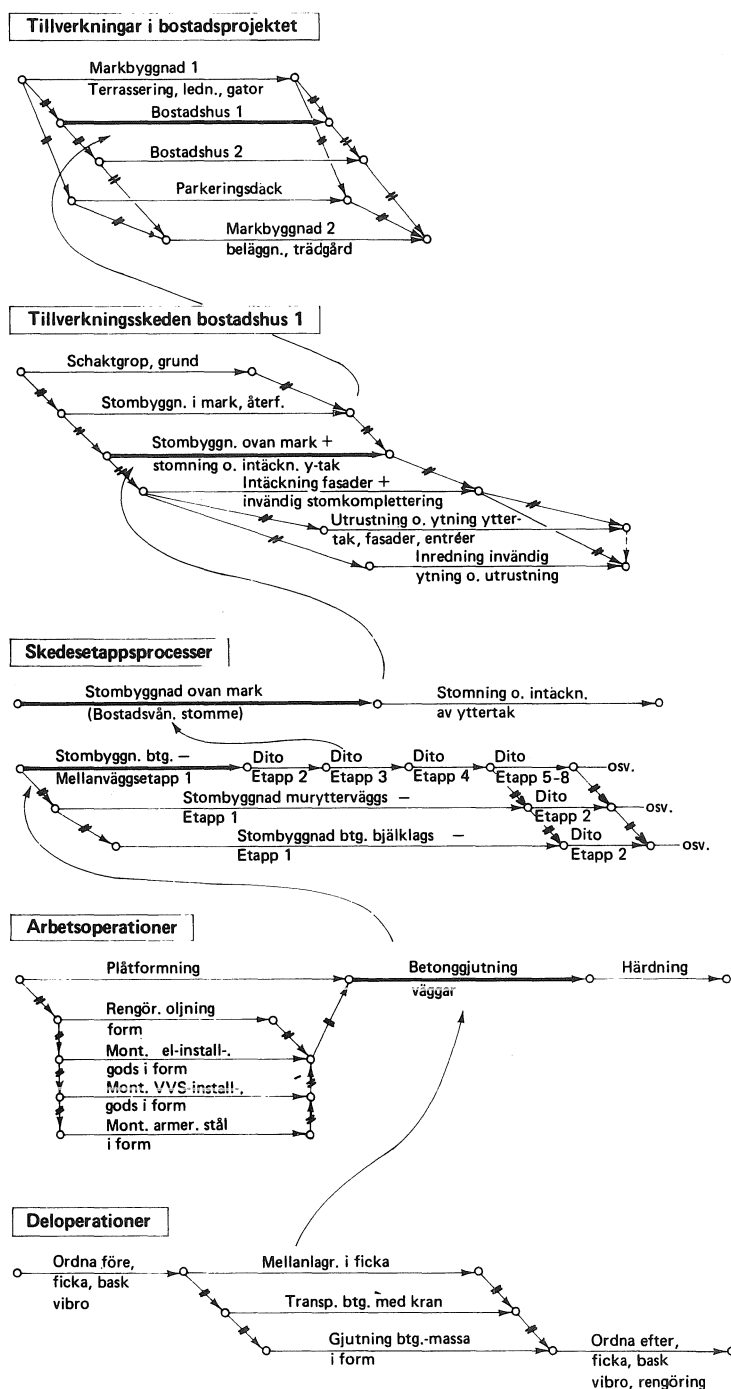 Tillverkningar i bostadsprojektet
Markbyggnad 1
Terrassering, ledn., gator
Bostadshus 1
Bostadshus 2
Parkeringsdäck
Markbyggnad 2
beläggn., trädgård
Tillverkningsskeden bostadshus 1
Schaktgrop, grund
Stombyggn. i mark, återf.
Stombyggn. ovan mark +
stomning o. intäckn. y-tak
Intäckning fasader +
invändig stomkomplettering
Utrustning o. ytning ytter-
tak, fasader, entréer
Inredning invändig
ytning o. utrustning
Skedesetappsprocesser
Stombyggnad ovan mark
(Bostadsvån. stomme)
Stomning o. intäckn.
av yttertak
Stombyggn. btg. –
Mellanväggsetapp 1
Dito
Etapp 2
Dito
Etapp 3
Dito
Etapp 4
Dito
Etapp 5-8
osv.
Stombyggnad murytterväggs –
Etapp 1
Dito
Etapp 2
osv.
Stombyggnad btg. bjälklags –
Etapp 1
Dito
Etapp 2
osv.
Arbetsoperationer
Plåtformning
Betonggjutning
väggar
Härdning
Rengör. oljning
form
Mont. el-install-.
gods i form
Mont. VVS-install-,
gods i form
Mont. armer. stål
i form
Deloperationer
Ordna före,
ficka, bask
vibro
Mellanlagr. i ficka
Transp. btg. med kran
Gjutning btg.-massa
i form
Ordna efter,
ficka, bask
vibro, rengöring